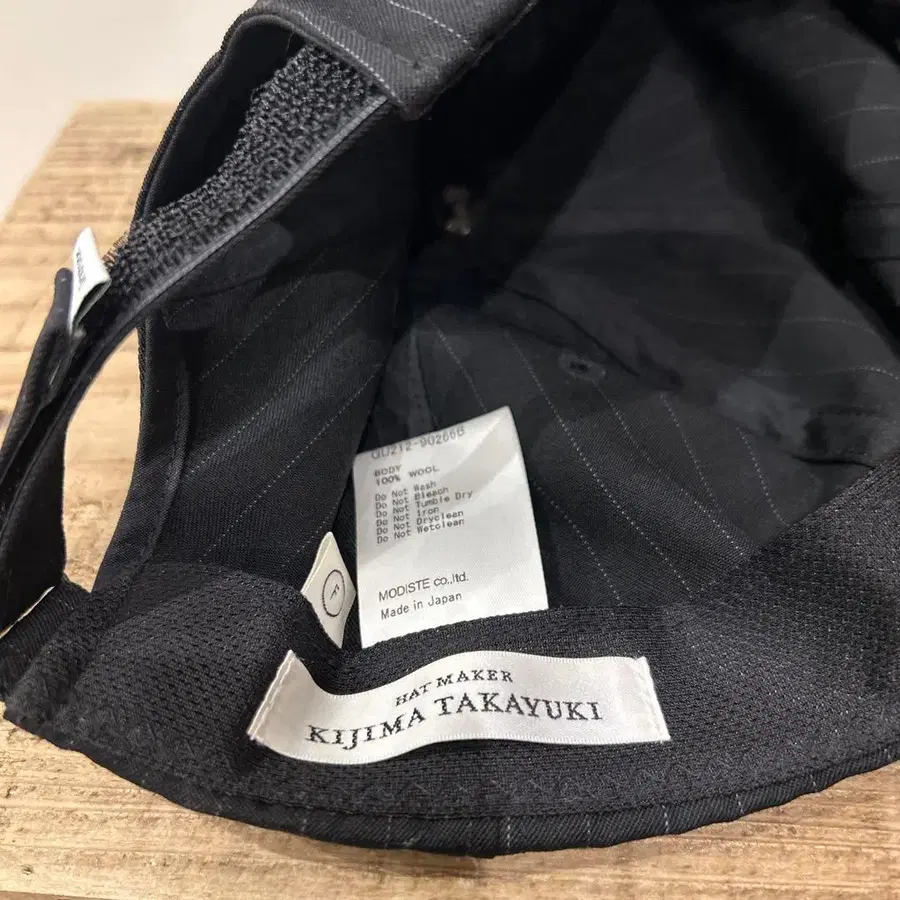 GU212-90266B
BODY
100% WOOL
Do Not Wash
Do Not Bleach
Do Not Tumble Dry
Do Not Iron
Do Not Dryclean
Do Not Wetclean
MODISTE co.,ltd.
Made in Japan
F
HAT MAKER
KIJIMA TAKAYUKI